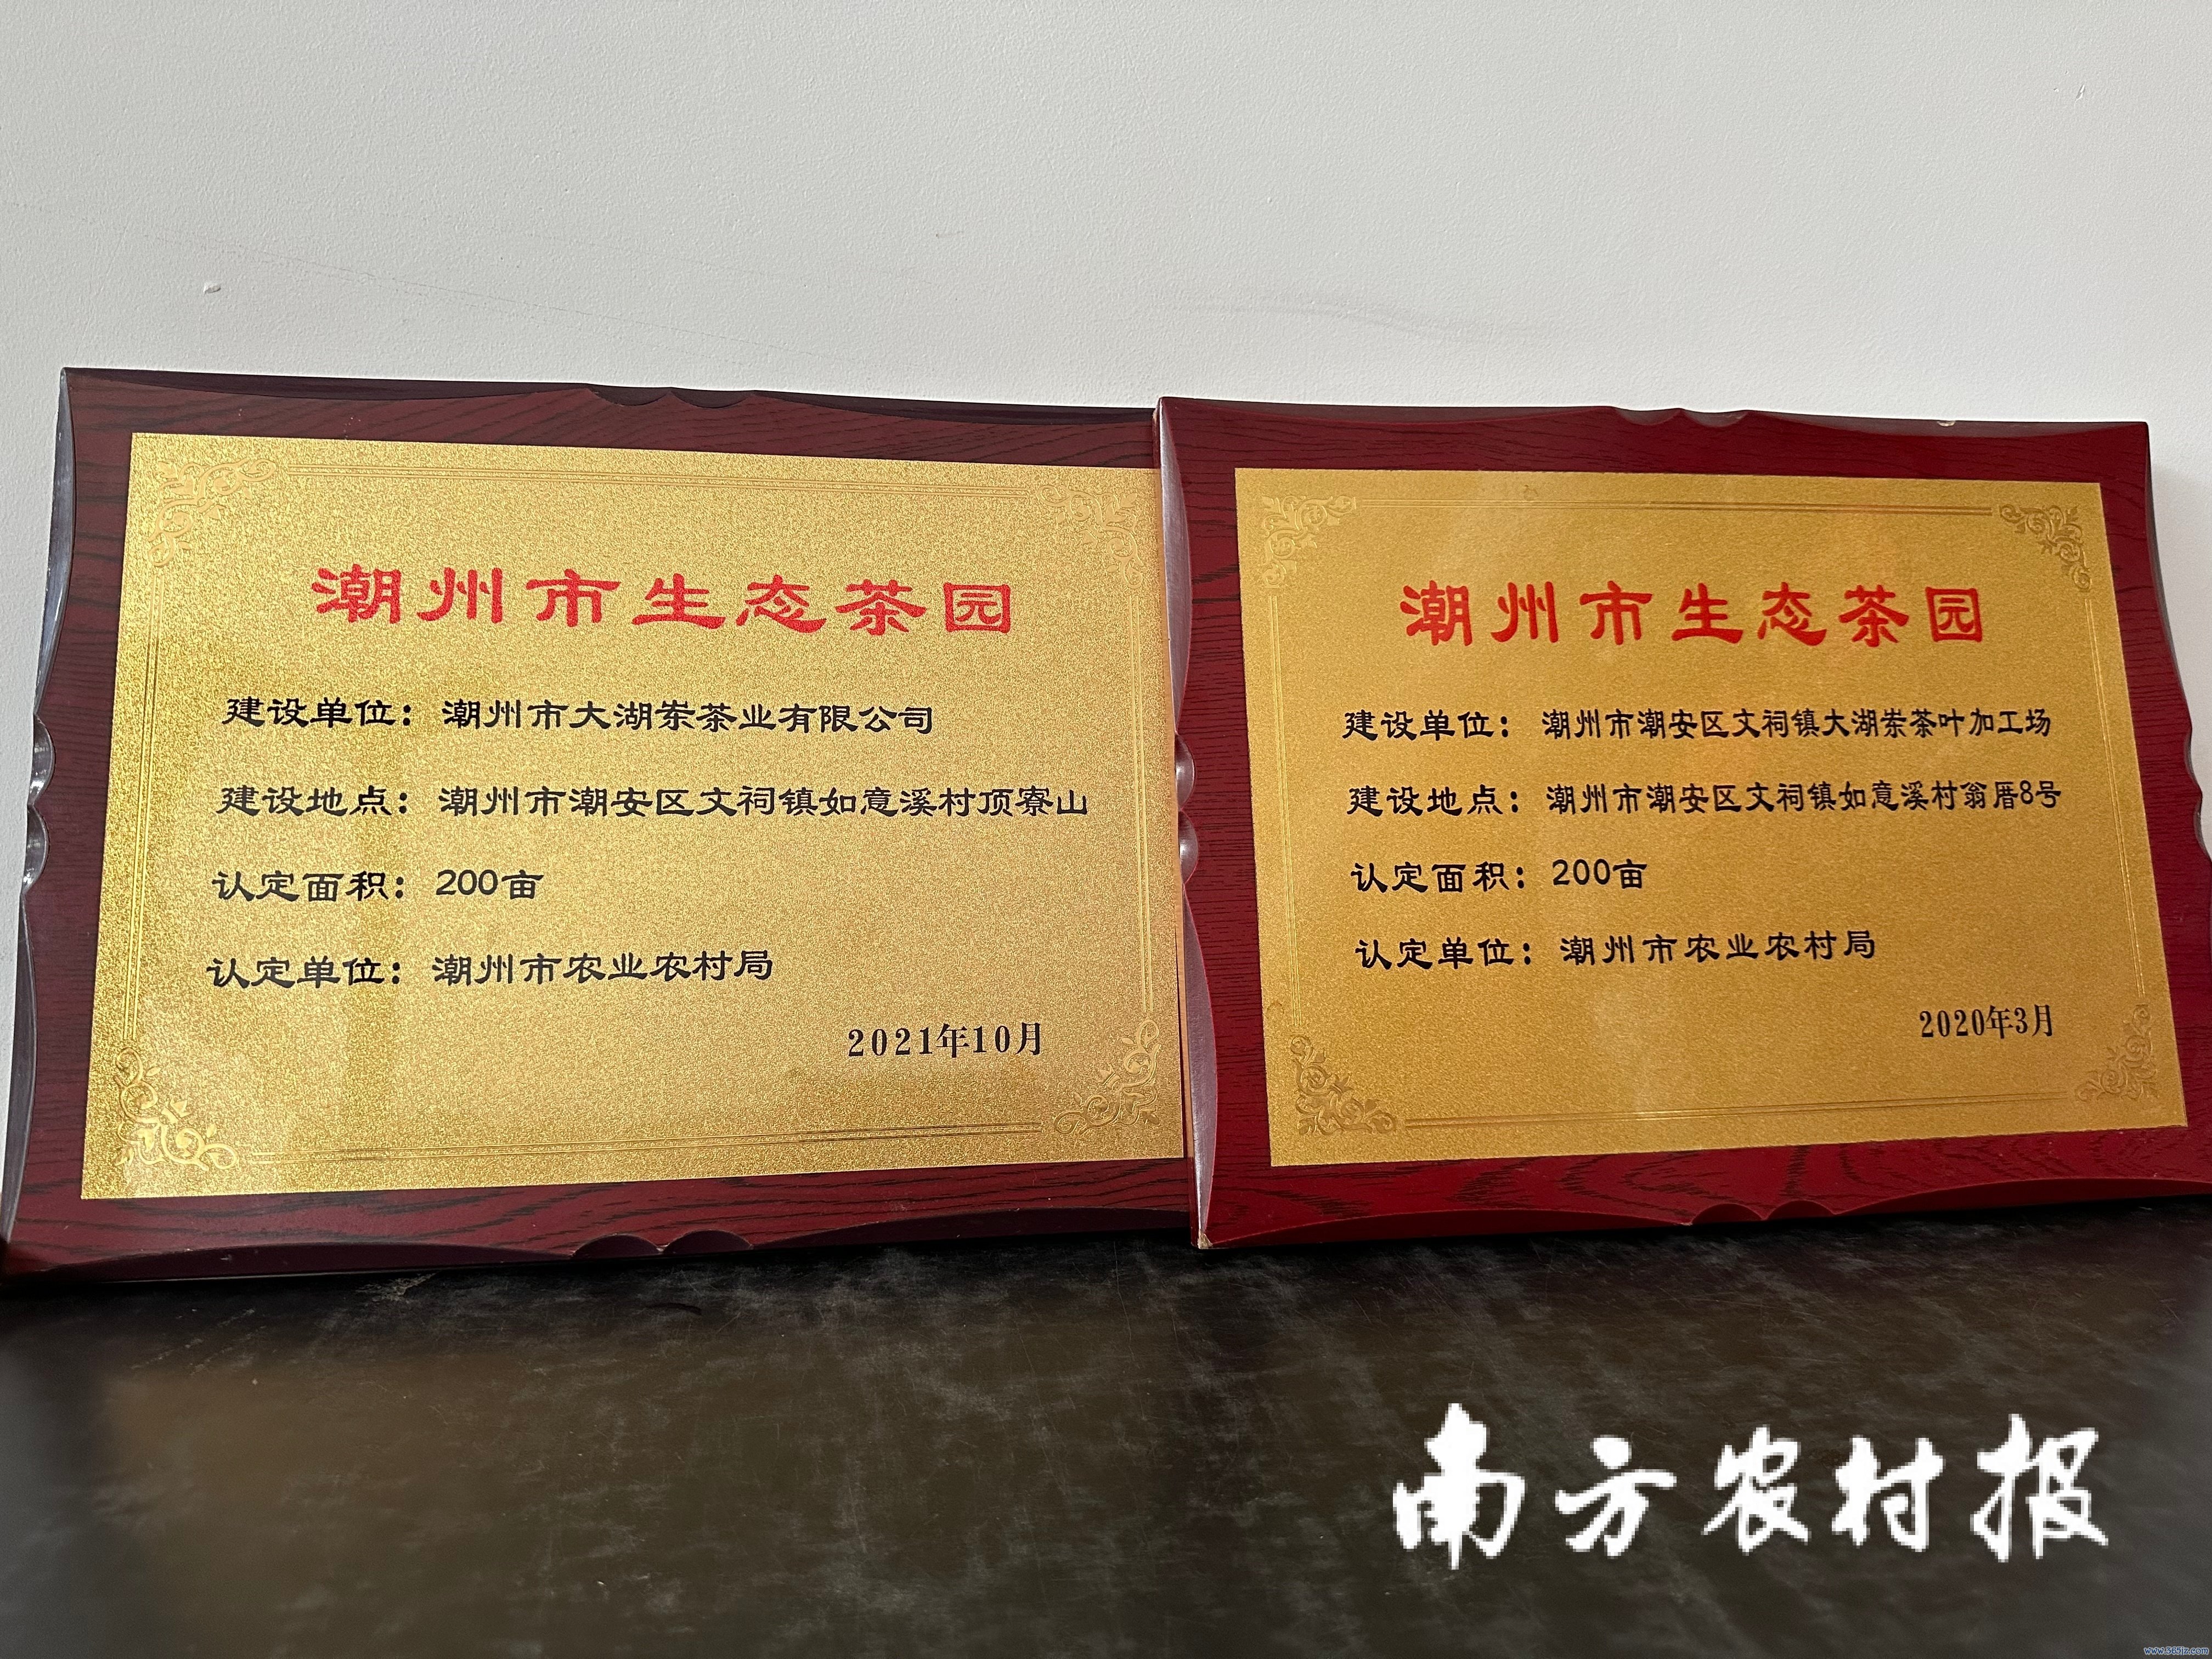 潮州市生态茶园
建设单位：潮州市大湖岽茶业有限公司
建设地点：潮州市潮安区文祠镇如意溪村顶寮山
认定面积：200亩
认定单位：潮州市农业农村局
2021年10月
潮州市生态茶园
建设单位：潮州市潮安区文祠镇大湖岽茶叶加工场
建设地点：潮州市潮安区文祠镇如意溪村翁厝8号
认定面积：200亩
认定单位：潮州市农业农村局
2020年3月
南方农村报